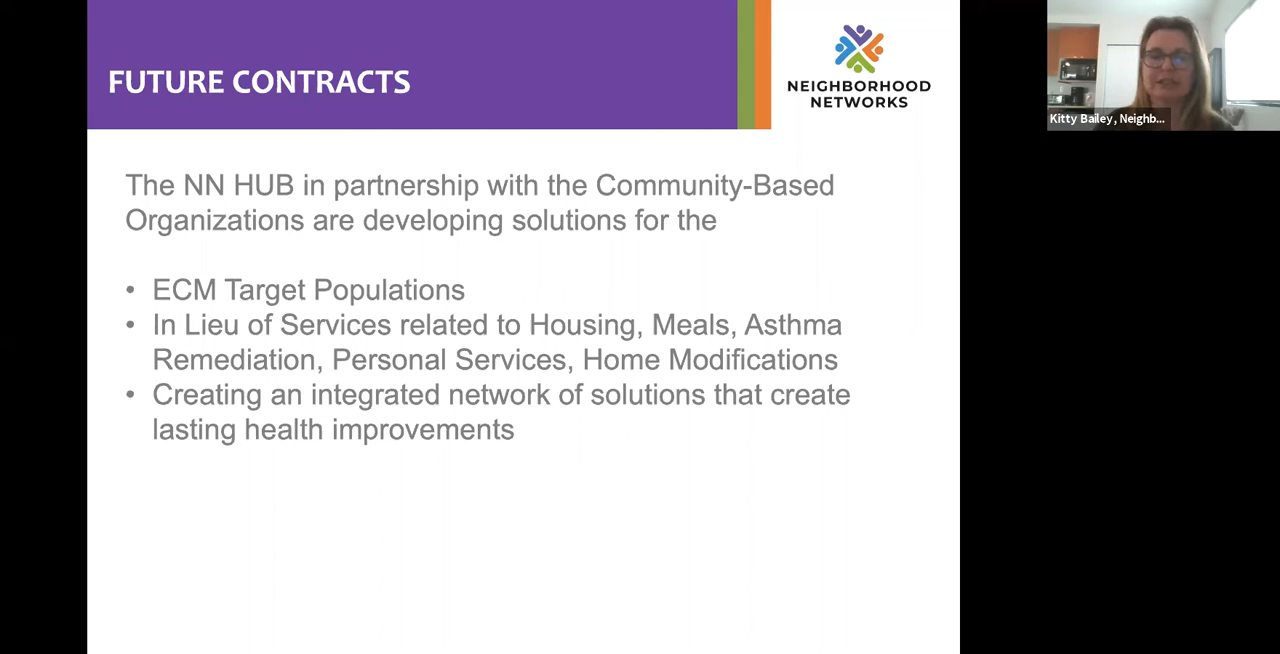 FUTURE CONTRACTS
NEIGHBORHOOD
NETWORKS
Kitty Bailey, Neighb...
The NN HUB in partnership with the Community-Based
Organizations are developing solutions for the
• ECM Target Populations
• In Lieu of Services related to Housing, Meals, Asthma
Remediation, Personal Services, Home Modifications
• Creating an integrated network of solutions that create
lasting health improvements